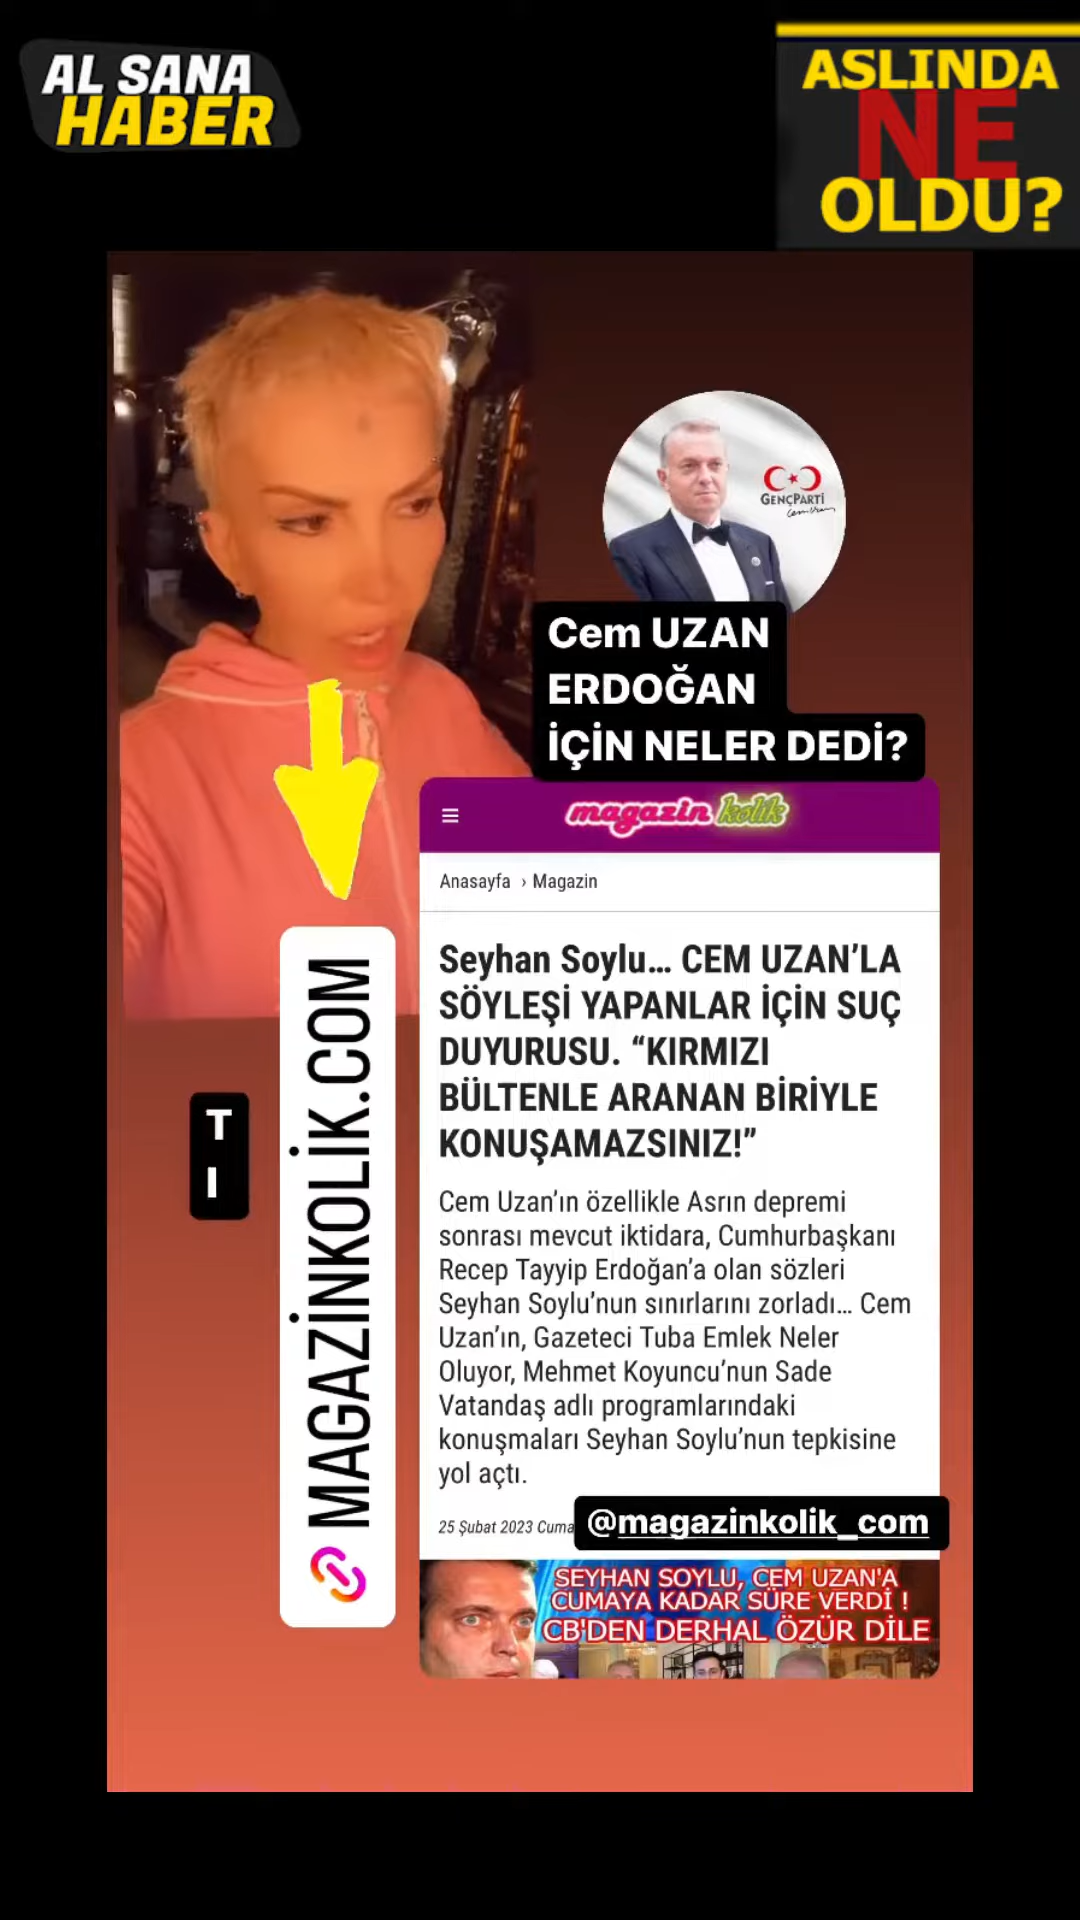 AL SANA
HABER
ASLINDA
NE
OLDU?
GENÇPARTİ
Cem UZAN
ERDOĞAN
İÇİN NELER DEDİ?
magazin kolik
Anasayfa › Magazin
Seyhan Soylu... CEM UZAN’LA
SÖYLEŞİ YAPANLAR İÇİN SUÇ
DUYURUSU. “KIRMIZI
BÜLTENLE ARANAN BİRİYLE
KONUŞAMAZSINIZ!”
Cem Uzan’ın özellikle Asrın depremi
sonrası mevcut iktidara, Cumhurbaşkanı
Recep Tayyip Erdoğan’a olan sözleri
Seyhan Soylu’nun sınırlarını zorladı... Cem
Uzan’ın, Gazeteci Tuba Emlek Neler
Oluyor, Mehmet Koyuncu’nun Sade
Vatandaş adlı programlarındaki
konuşmaları Seyhan Soylu’nun tepkisine
yol açtı.
25 Şubat 2023 Cuma
@magazinkolik_com
SEYHAN SOYLU, CEM UZAN'A
CUMAYA KADAR SÜRE VERDİ !
CB'DEN DERHAL ÖZÜR DİLE
MAGAZİNKOLİK.COM
T
I